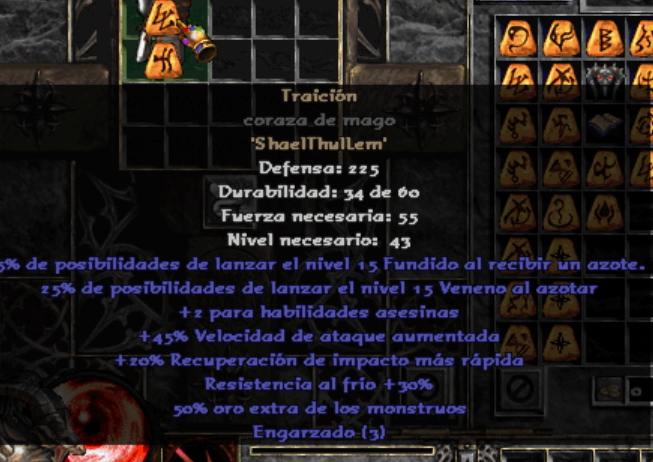 Traición
coraza de mago
'ShaelThulLem'
Defensa: 225
Durabilidad: 34 de 60
Fuerza necesaria: 55
Nivel necesario: 43
5% de posibilidades de lanzar el nivel 15 Fundido al recibir un azote.
25% de posibilidades de lanzar el nivel 15 Veneno al azotar
+2 para habilidades asesinas
+45% Velocidad de ataque aumentada
+20% Recuperación de impacto más rápida
Resistencia al frío +30%
50% oro extra de los monstruos
Engarzado (3)
0